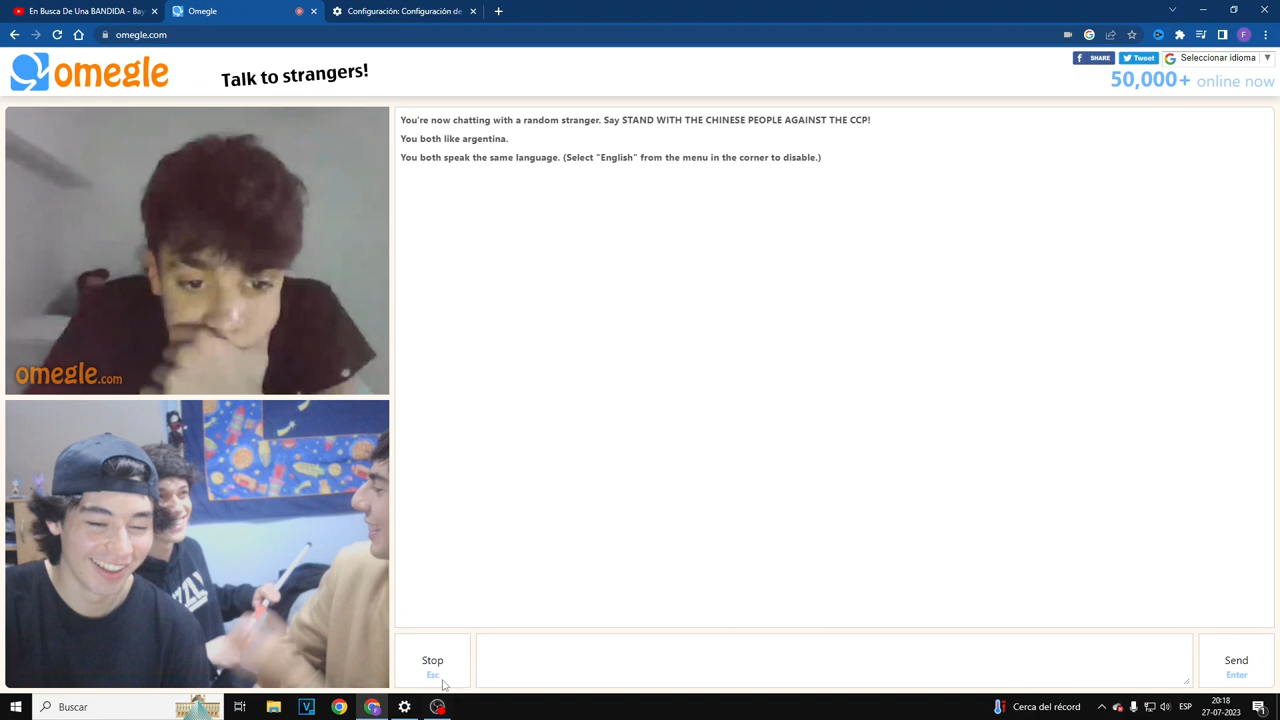 En Busca De Una BANDIDA - Bay
Omegle
Configuración: Configuración de
omegle.com
F
omegle
Talk to strangers!
f SHARE
Tweet
G Seleccionar idioma ▼
50,000+ online now
You're now chatting with a random stranger. Say STAND WITH THE CHINESE PEOPLE AGAINST THE CCP!
You both like argentina.
You both speak the same language. (Select "English" from the menu in the corner to disable.)
omegle.com
Stop
Esc
Send
Enter
Buscar
V
Cerca del récord
ESP
20:18
27-07-2023